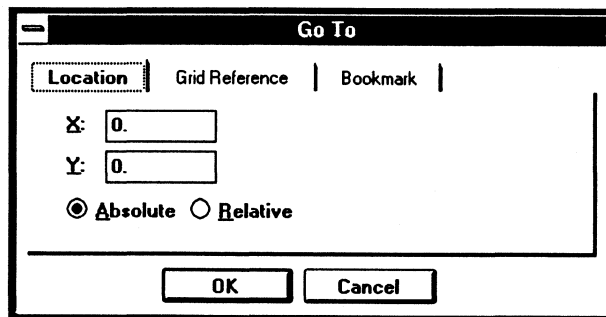 Go To
Location Grid Reference Bookmark
X: 0.
Y: 0.
Absolute Relative
OK Cancel